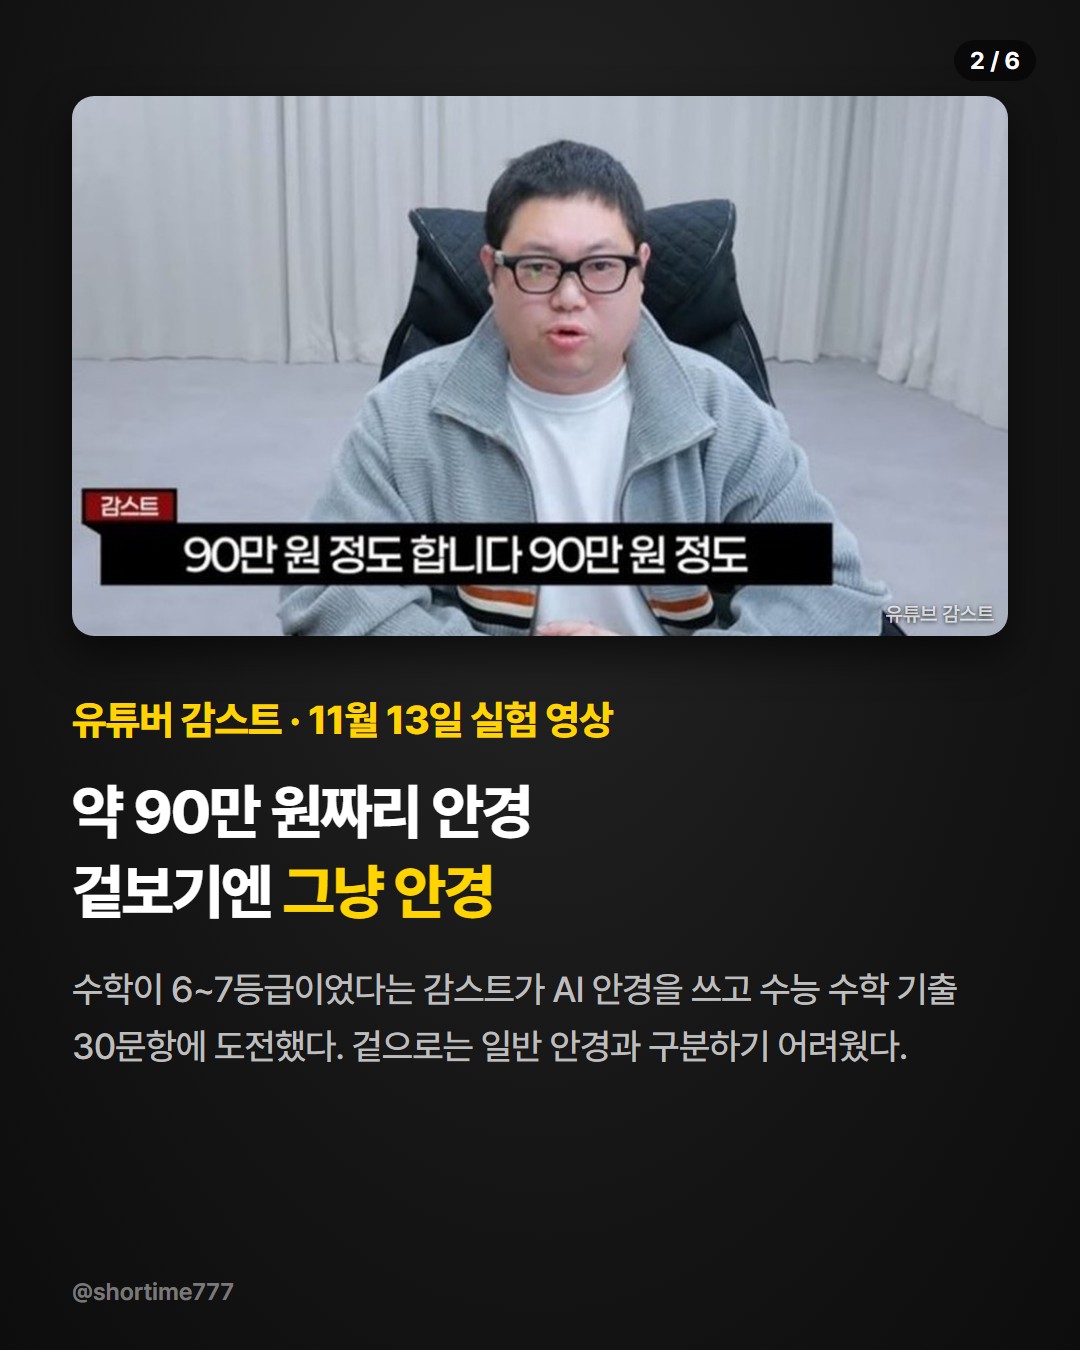 2 / 6
감스트
90만 원 정도 합니다 90만 원 정도
유튜브 감스트
유튜버 감스트 · 11월 13일 실험 영상
약 90만 원짜리 안경
겉보기엔 그냥 안경
수학이 6~7등급이었다는 감스트가 AI 안경을 쓰고 수능 수학 기출
30문항에 도전했다. 겉으로는 일반 안경과 구분하기 어려웠다.
@shortime777